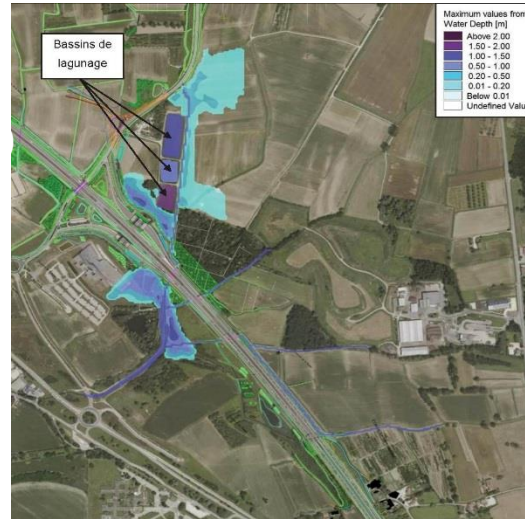 Bassins de
lagunage
Maximum values from
Water Depth [m]
Above 2.00
1.50 - 2.00
1.00 - 1.50
0.50 - 1.00
0.20 - 0.50
0.01 - 0.20
Below 0.01
Undefined Valu